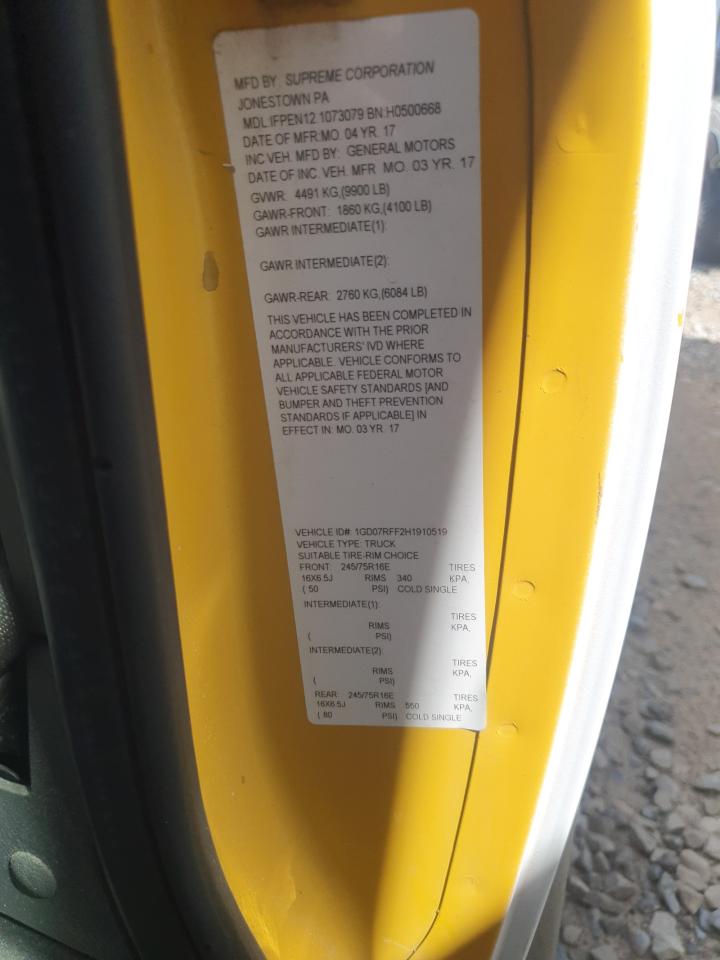 MFD BY: SUPREME CORPORATION
JONESTOWN PA
MDL:IFPEN12.1073079 BN:H0500668
DATE OF MFR:MO. 04 YR. 17
INC VEH. MFD BY: GENERAL MOTORS
DATE OF INC. VEH. MFR MO. 03 YR. 17
GVWR: 4491 KG,(9900 LB)
GAWR-FRONT: 1860 KG,(4100 LB)
GAWR INTERMEDIATE(1):
GAWR INTERMEDIATE(2):
GAWR-REAR: 2760 KG,(6084 LB)
THIS VEHICLE HAS BEEN COMPLETED IN
ACCORDANCE WITH THE PRIOR
MANUFACTURERS' IVD WHERE
APPLICABLE. VEHICLE CONFORMS TO
ALL APPLICABLE FEDERAL MOTOR
VEHICLE SAFETY STANDARDS [AND
BUMPER AND THEFT PREVENTION
STANDARDS IF APPLICABLE] IN
EFFECT IN: MO. 03 YR. 17
VEHICLE ID#: 1GD07RFF2H1910519
VEHICLE TYPE: TRUCK
SUITABLE TIRE-RIM CHOICE
FRONT: 245/75R16E TIRES
16X6.5J RIMS 340 KPA,
( 50 PSI) COLD SINGLE
INTERMEDIATE(1): TIRES
RIMS KPA,
( PSI)
INTERMEDIATE(2): TIRES
RIMS KPA,
( PSI)
REAR: 245/75R16E TIRES
16X6.5J RIMS 550 KPA,
( 80 PSI) COLD SINGLE